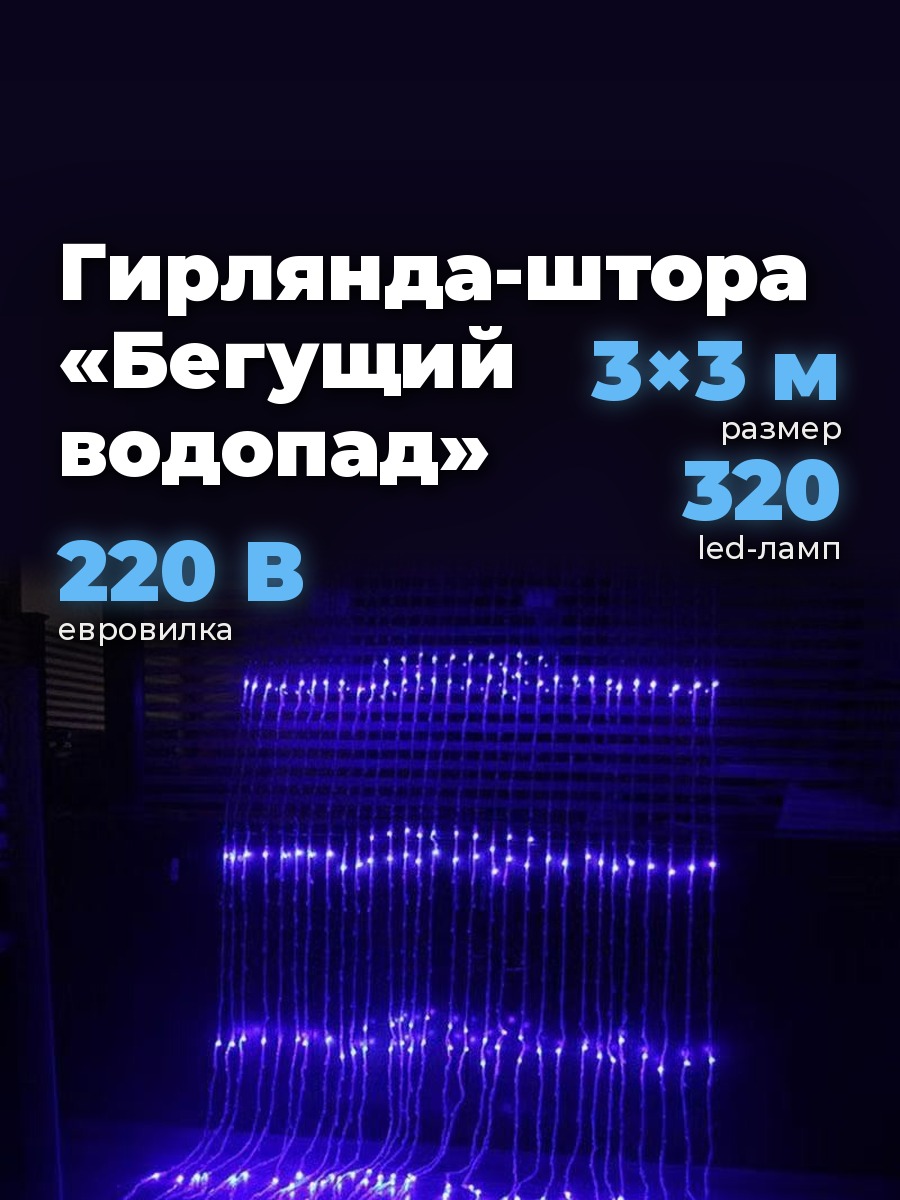 Гирлянда-штора
«Бегущий
водопад»
3×3 м
размер
320
led-ламп
220 В
евровилка